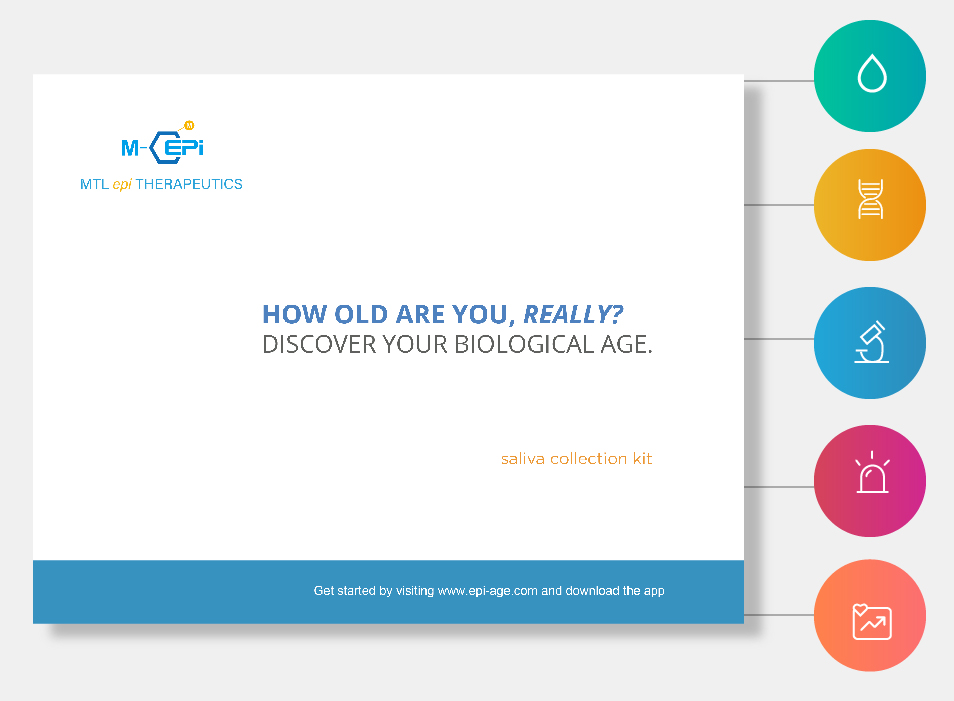 M
M-EPi
MTL epi THERAPEUTICS
HOW OLD ARE YOU, REALLY?
DISCOVER YOUR BIOLOGICAL AGE.
saliva collection kit
Get started by visiting www.epi-age.com and download the app